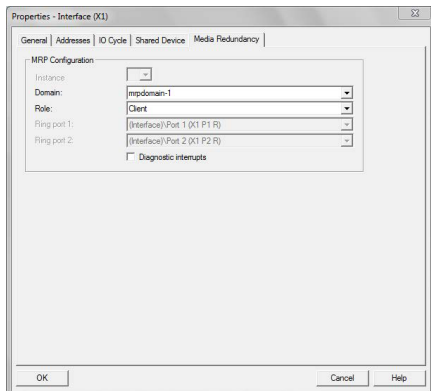 Properties - Interface (X1)
General Addresses IO Cycle Shared Device Media Redundancy
MRP Configuration
Instance
Domain: mrpdomain-1
Role: Client
Ring port 1: (Interface)\Port 1 (X1 P1 R)
Ring port 2: (Interface)\Port 2 (X1 P2 R)
Diagnostic interrupts
OK Cancel Help